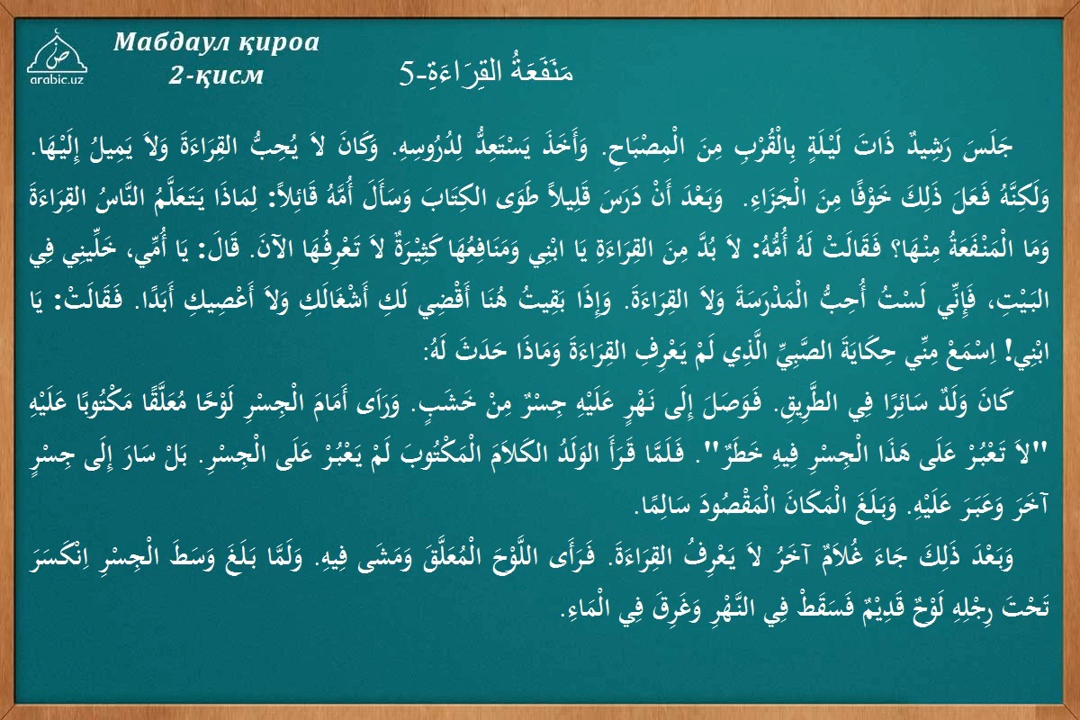 Мабдаул қироа
2-қисм
arabic.uz
5-مَنْفَعَةُ القِرَاءَةِ
جَلَسَ رَشِيدٌ ذَاتَ لَيْلَةٍ بِالْقُرْبِ مِنَ الْمِصْبَاحِ. وَأَخَذَ يَسْتَعِدُّ لِدُرُوسِهِ. وَكَانَ لاَ يُحِبُّ القِرَاءَةَ وَلاَ يَمِيلُ إِلَيْهَا.
وَلَكِنَّهُ فَعَلَ ذَلِكَ خَوْفًا مِنَ الْجَزَاءِ. وَبَعْدَ أَنْ دَرَسَ قَلِيلاً طَوَى الكِتَابَ وَسَأَلَ أُمَّهُ قَائِلاً: لِمَاذَا يَتَعَلَّمُ النَّاسُ القِرَاءَةَ
وَمَا الْمَنْفَعَةُ مِنْهَا؟ فَقَالَتْ لَهُ أُمُّهُ: لاَ بُدَّ مِنَ القِرَاءَةِ يَا ابْنِي وَمَنَافِعُهَا كَثِيْرَةٌ لاَ تَعْرِفُهَا الآنَ. قَالَ: يَا أُمِّي، خَلِّينِي فِي
البَيْتِ، فَإِنِّي لَسْتُ أُحِبُّ الْمَدْرَسَةَ وَلاَ القِرَاءَةَ. وَإِذَا بَقِيتُ هُنَا أَقْضِي لَكِ أَشْغَالَكِ وَلاَ أَعْصِيكِ أَبَدًا. فَقَالَتْ: يَا
ابْنِي! اِسْمَعْ مِنِّي حِكَايَةَ الصَّبِيِّ الَّذِي لَمْ يَعْرِفِ القِرَاءَةَ وَمَاذَا حَدَثَ لَهُ:
كَانَ وَلَدٌ سَائِرًا فِي الطَّرِيقِ. فَوَصَلَ إِلَى نَهْرٍ عَلَيْهِ جِسْرٌ مِنْ خَشَبٍ. وَرَاَى أَمَامَ الْجِسْرِ لَوْحًا مُعَلَّقًا مَكْتُوبًا عَلَيْهِ
"لاَ تَعْبُرْ عَلَى هَذَا الْجِسْرِ فِيهِ خَطَرٌ". فَلَمَّا قَرَأَ الوَلَدُ الكَلاَمَ الْمَكْتُوبَ لَمْ يَعْبُرْ عَلَى الْجِسْرِ. بَلْ سَارَ إِلَى جِسْرٍ
آخَرَ وَعَبَرَ عَلَيْهِ. وَبَلَغَ الْمَكَانَ الْمَقْصُودَ سَالِمًا.
وَبَعْدَ ذَلِكَ جَاءَ غُلاَمٌ آخَرُ لاَ يَعْرِفُ القِرَاءَةَ. فَرَأَى اللَّوْحَ الْمُعلَّقَ وَمَشَى فِيهِ. وَلَمَّا بَلَغَ وَسَطَ الْجِسْرِ اِنْكَسَرَ
تَحْتَ رِجْلِهِ لَوْحٌ قَدِيْمٌ فَسَقَطْ فِي النَّهْرِ وَغَرِقَ فِي الْمَاءِ.